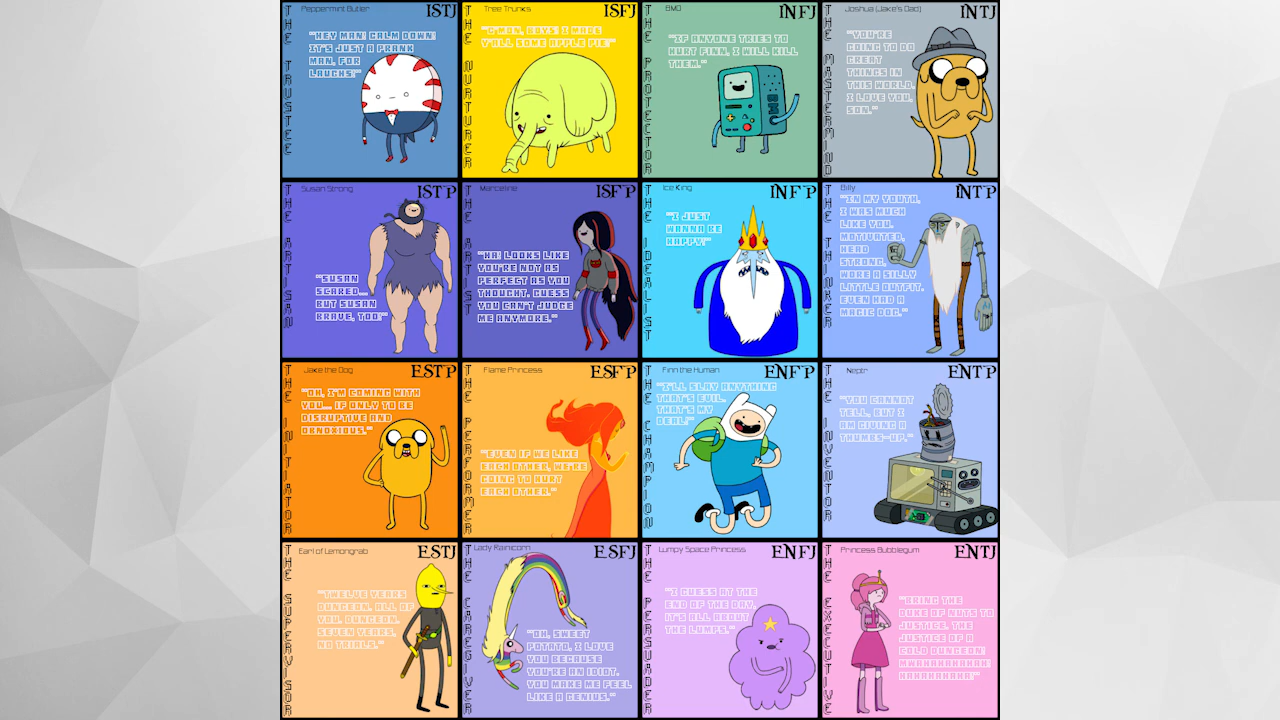 Peppermint Butler
ISTJ
THE TRUSTEE
"HEY MAN! CALM DOWN!
IT'S JUST A PRANK
MAN, FOR
LAUGHS!"
Tree Trunks
ISFJ
THE NURTURER
"C'MON, BOYS! I MADE
Y'ALL SOME APPLE PIE!"
BMO
INFJ
THE PROTECTOR
"IF ANYONE TRIES TO
HURT FINN, I WILL KILL
THEM."
Joshua (Jake's Dad)
INTJ
THE MASTERMIND
"YOU'RE
GOING TO DO
GREAT
THINGS IN
THIS WORLD.
I LOVE YOU,
SON."
Susan Strong
ISTP
THE ARTISAN
"SUSAN
SCARED...
BUT SUSAN
BRAVE, TOO!"
Marceline
ISFP
THE ARTIST
"HA! LOOKS LIKE
YOU'RE NOT AS
PERFECT AS YOU
THOUGHT. GUESS
YOU CAN'T JUDGE
ME ANYMORE."
Ice King
INFP
THE IDEALIST
"I JUST
WANNA BE
HAPPY!"
Billy
INTP
THE THINKER
"IN MY YOUTH,
I WAS MUCH
LIKE YOU.
MOTIVATED,
HEAD
STRONG,
WORE A SILLY
LITTLE OUTFIT.
EVEN HAD A
MAGIC DOG."
Jake the Dog
ESTP
THE INITIATOR
"OH, I'M COMING WITH
YOU... IF ONLY TO BE
DISRUPTIVE AND
OBNOXIOUS."
Flame Princess
ESFP
THE PERFORMER
"EVEN IF WE LIKE
EACH OTHER, WE'RE
GOING TO HURT
EACH OTHER."
Finn the Human
ENFP
THE CHAMPION
"I'LL SLAY ANYTHING
THAT'S EVIL.
THAT'S MY
DEAL!"
Neptr
ENTP
THE INVENTOR
"YOU CANNOT
TELL, BUT I
AM GIVING A
THUMBS-UP."
Earl of Lemongrab
ESTJ
THE SUPERVISOR
"TWELVE YEARS
DUNGEON. ALL OF
YOU. DUNGEON.
SEVEN YEARS,
NO TRIALS."
Lady Rainicorn
ESFJ
THE CAREGIVER
"OH, SWEET
POTATO, I LOVE
YOU BECAUSE
YOU'RE AN IDIOT.
YOU MAKE ME FEEL
LIKE A GENIUS."
Lumpy Space Princess
ENFJ
THE PERSUADER
"I GUESS AT THE
END OF THE DAY,
IT'S ALL ABOUT
THE LUMPS."
Princess Bubblegum
ENTJ
THE EXECUTIVE
"BRING THE
DUKE OF NUTS TO
JUSTICE. THE
JUSTICE OF A
COLD DUNGEON!
MWAHAHAHAHAH!
HAHAHAHAHA!"